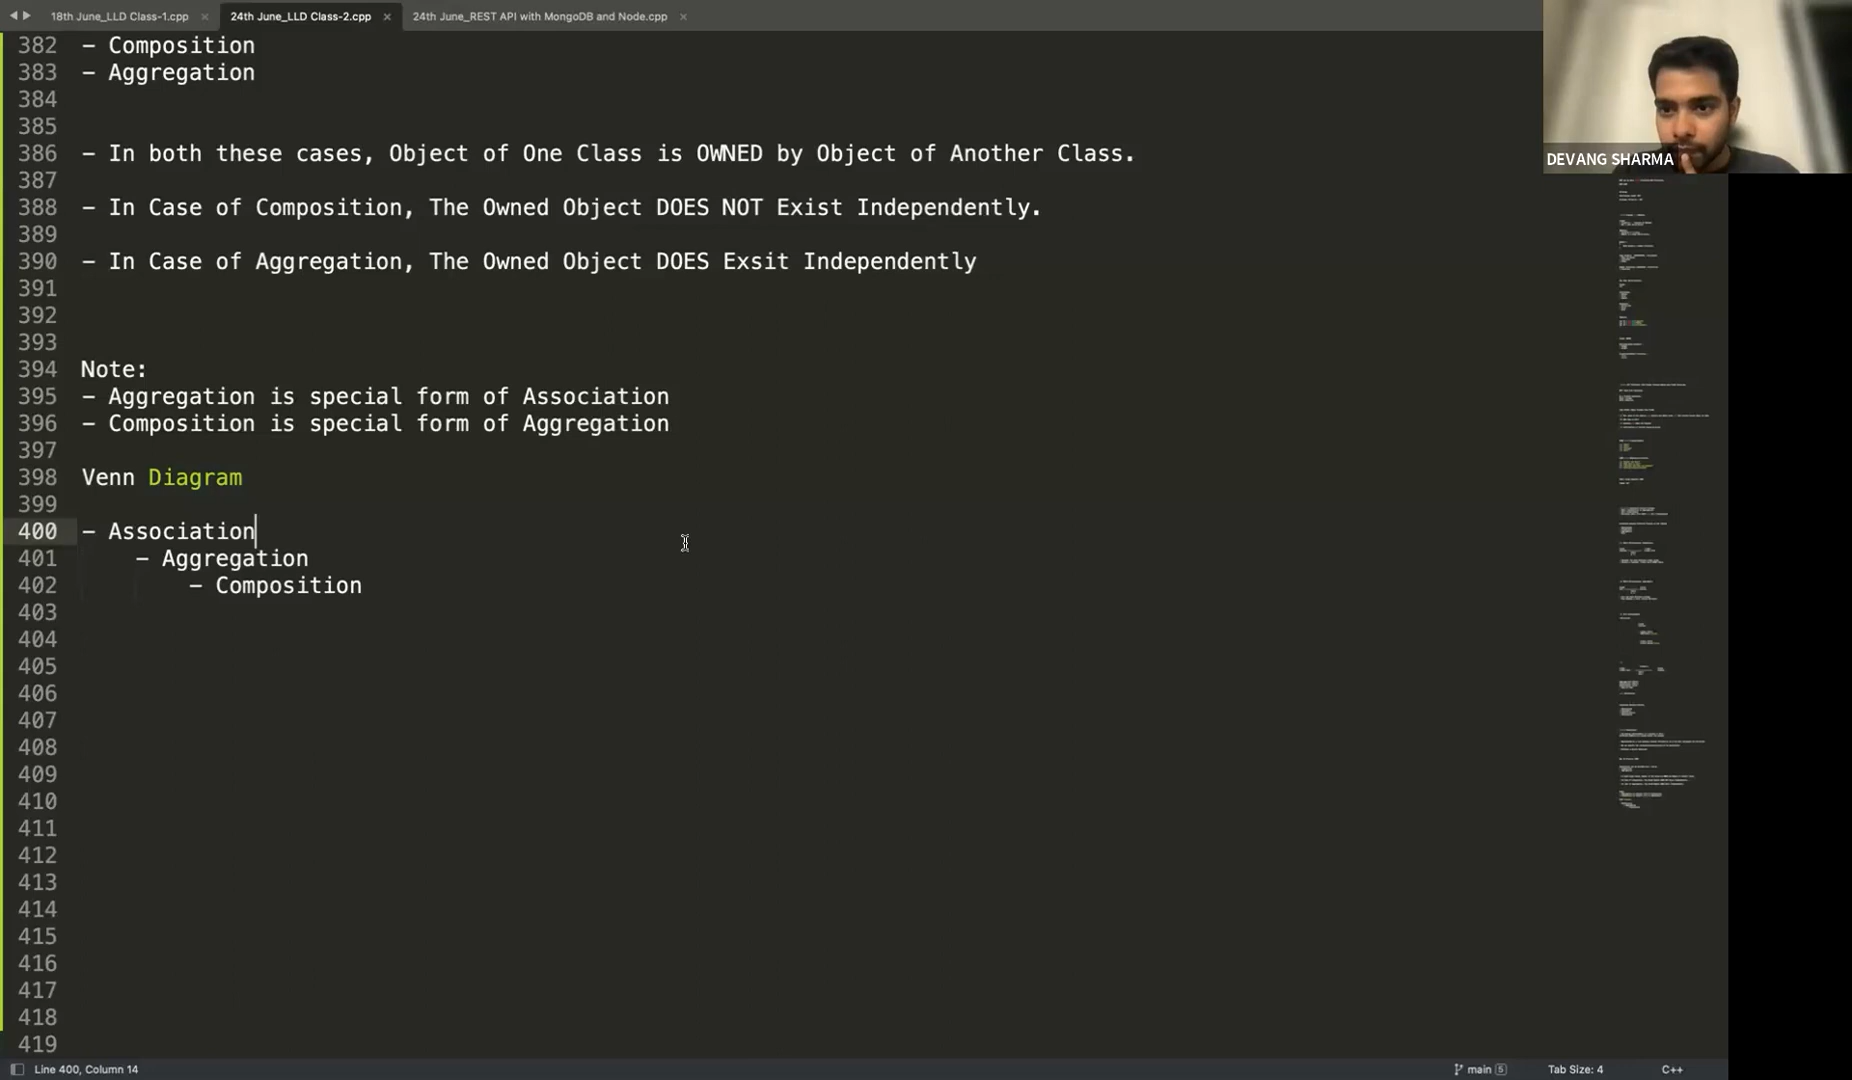 18th June_LLD Class-1.cpp
24th June_LLD Class-2.cpp
24th June_REST API with MongoDB and Node.cpp
382 - Composition
383 - Aggregation
384
385
386 - In both these cases, Object of One Class is OWNED by Object of Another Class.
387
388 - In Case of Composition, The Owned Object DOES NOT Exist Independently.
389
390 - In Case of Aggregation, The Owned Object DOES Exsit Independently
391
392
393
394 Note:
395 - Aggregation is special form of Association
396 - Composition is special form of Aggregation
397
398 Venn Diagram
399
400 - Association
401 - Aggregation
402 - Composition
403
404
405
406
407
408
409
410
411
412
413
414
415
416
417
418
419
DEVANG SHARMA
Line 400, Column 14
main 5
Tab Size: 4
C++